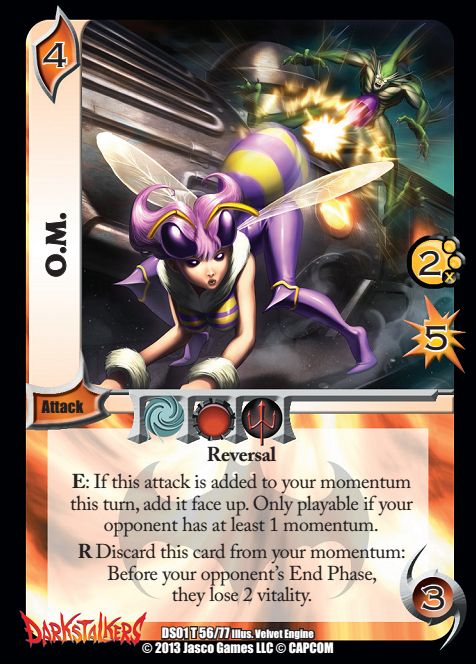 4
O.M.
2
x
5
Attack
Reversal
E: If this attack is added to your momentum
this turn, add it face up. Only playable if your
opponent has at least 1 momentum.
R Discard this card from your momentum:
Before your opponent's End Phase,
they lose 2 vitality.
3
DARKSTALKERS
DS01 T 56/77 Illus. Velvet Engine
© 2013 Jasco Games LLC © CAPCOM